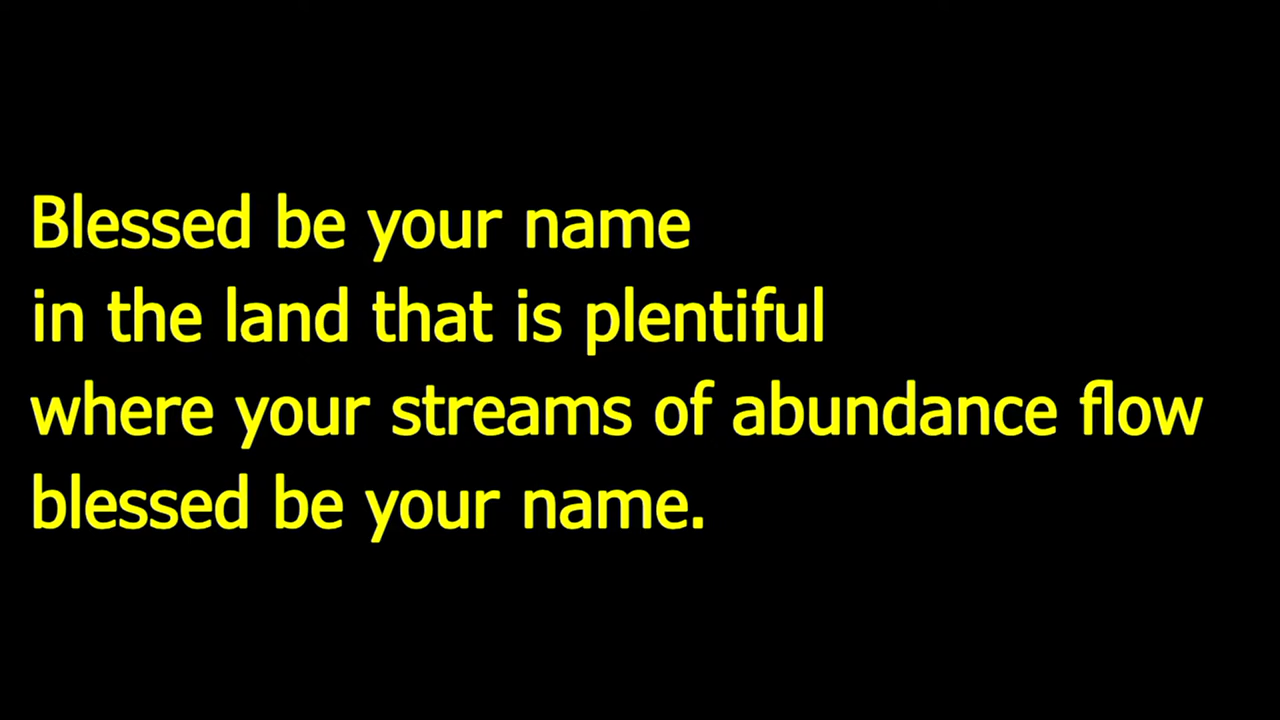 Blessed be your name
in the land that is plentiful
where your streams of abundance flow
blessed be your name.